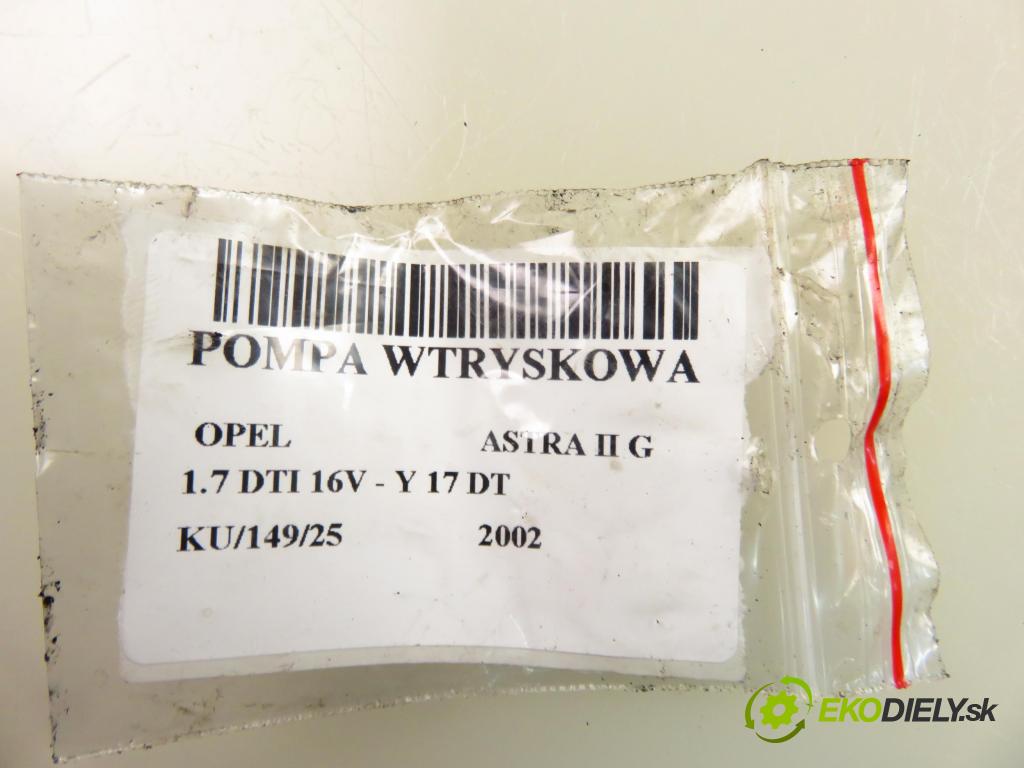 POMPA WTRYSKOWA
OPEL ASTRA II G
1.7 DTI 16V - Y 17 DT
KU/149/25 2002
EKODIELY.sk